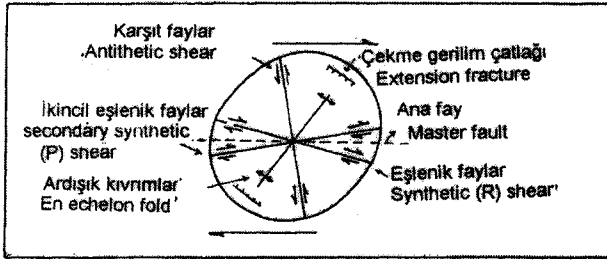 Karşıt faylar
Antithetic shear
Çekme gerilim çatlağı
Extension fracture
İkincil eşlenik faylar
secondary synthetic
(P) shear
Ana fay
Master fault
Ardışık kıvrımlar
En echelon fold
Eşlenik faylar
Synthetic (R) shear